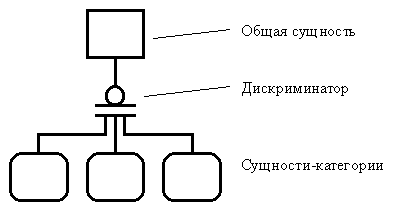 Общая сущность
Дискриминатор
Сущности-категории